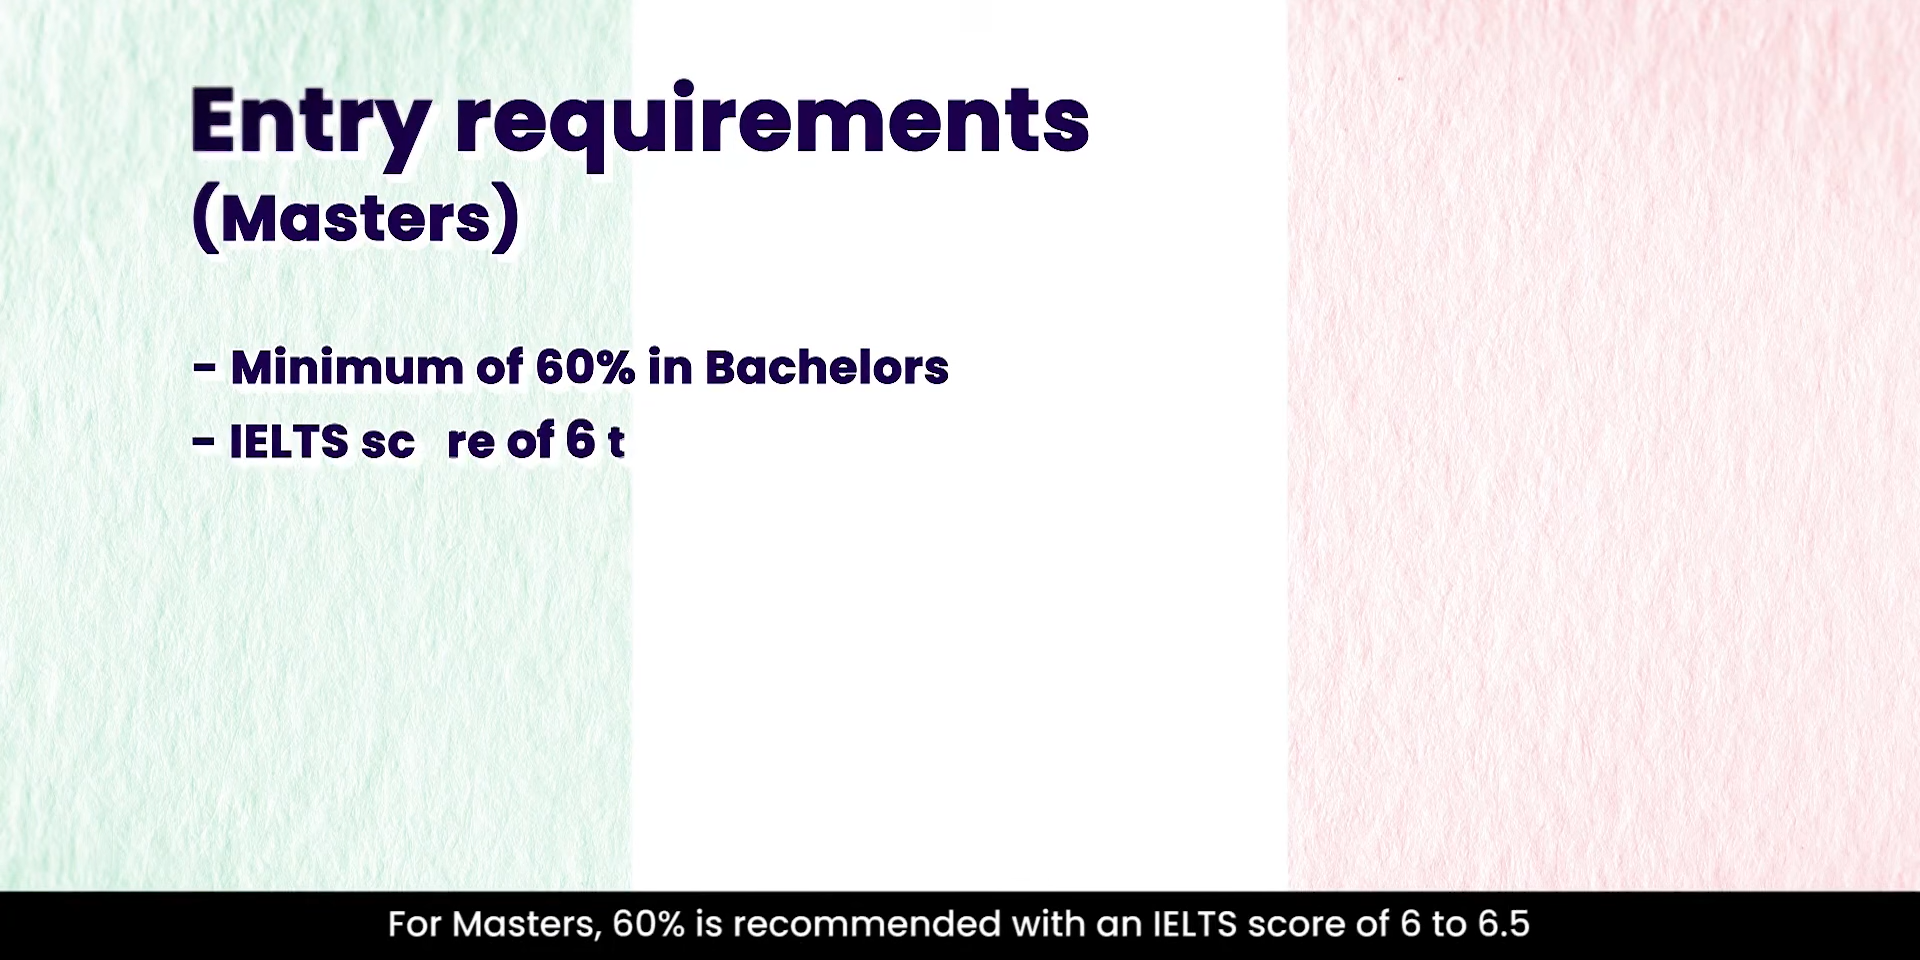 Entry requirements
(Masters)
- Minimum of 60% in Bachelors
- IELTS sc re of 6 t
For Masters, 60% is recommended with an IELTS score of 6 to 6.5